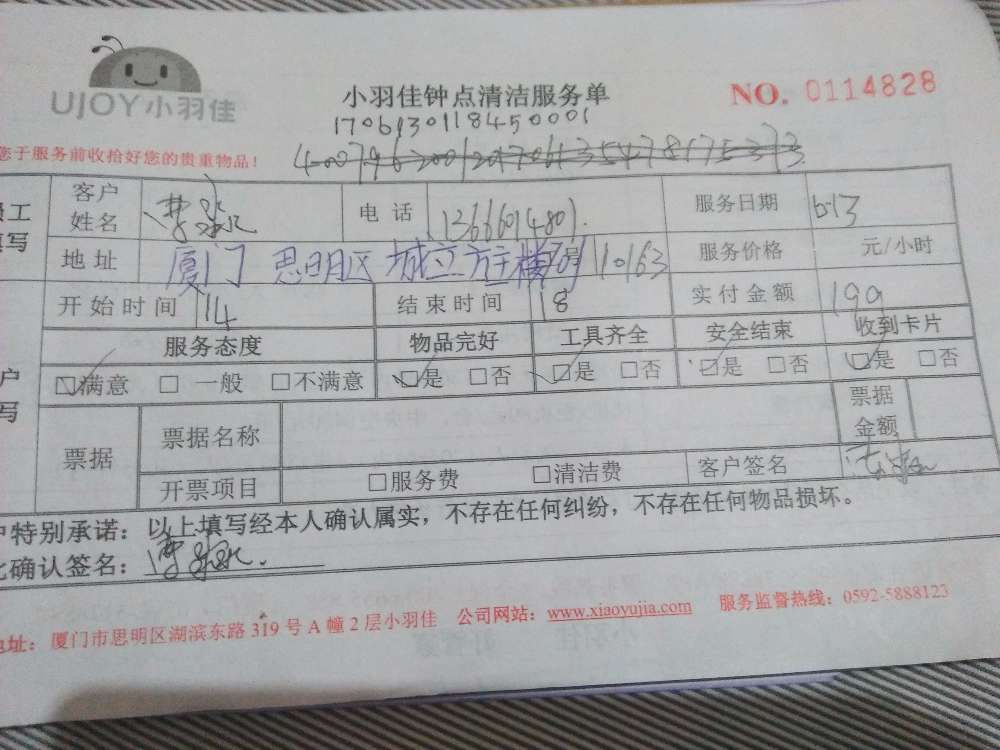 UJOY小羽佳
小羽佳钟点清洁服务单
NO. 0114828
1706130118450001
您于服务前收拾好您的贵重物品!
员工 填写 客户姓名 电话 13666014801. 服务日期 6-13
地址 厦门 思明区 10163 服务价格 元/小时
开始时间 14 结束时间 18 实付金额 199
服务态度 物品完好 工具齐全 安全结束 收到卡片
☑满意 □一般 □不满意 ☑是 □否 ☑是 □否 ☑是 □否 ☑是 □否
票据 票据名称 票据金额
开票项目 □服务费 □清洁费 客户签名
户特别承诺：以上填写经本人确认属实，不存在任何纠纷，不存在任何物品损坏。
此确认签名：
地址：厦门市思明区湖滨东路319号A幢2层小羽佳 公司网站：www.xiaoyujia.com 服务监督热线：0592-5888123